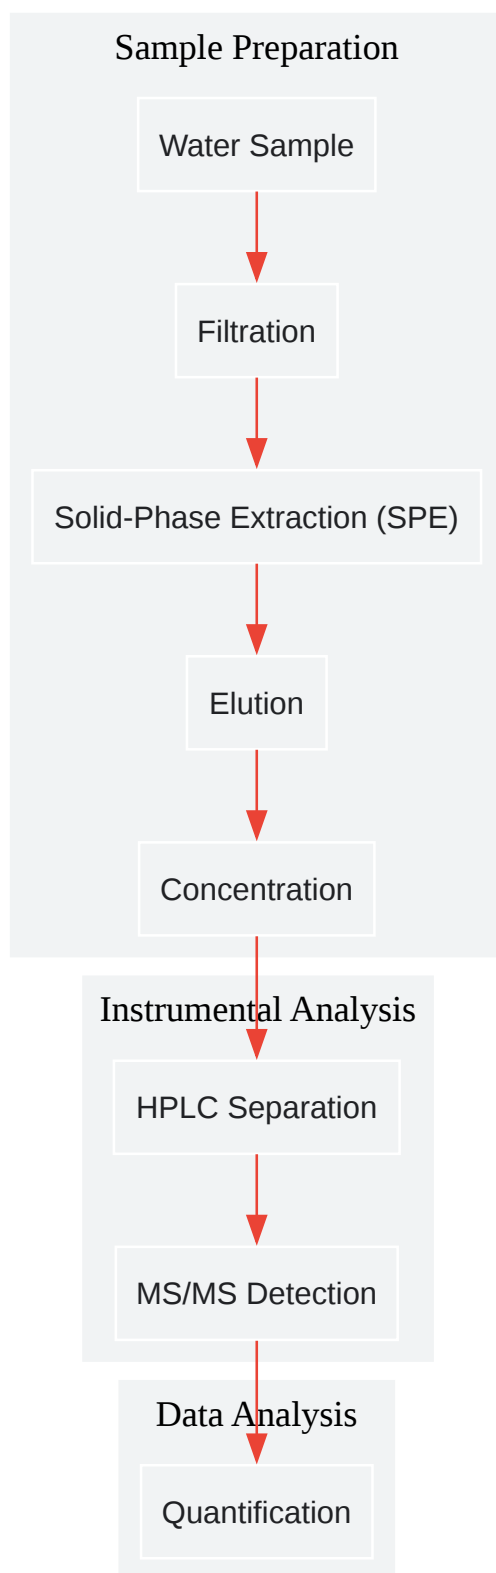 Sample Preparation
Water Sample
Filtration
Solid-Phase Extraction (SPE)
Elution
Concentration
Instrumental Analysis
HPLC Separation
MS/MS Detection
Data Analysis
Quantification